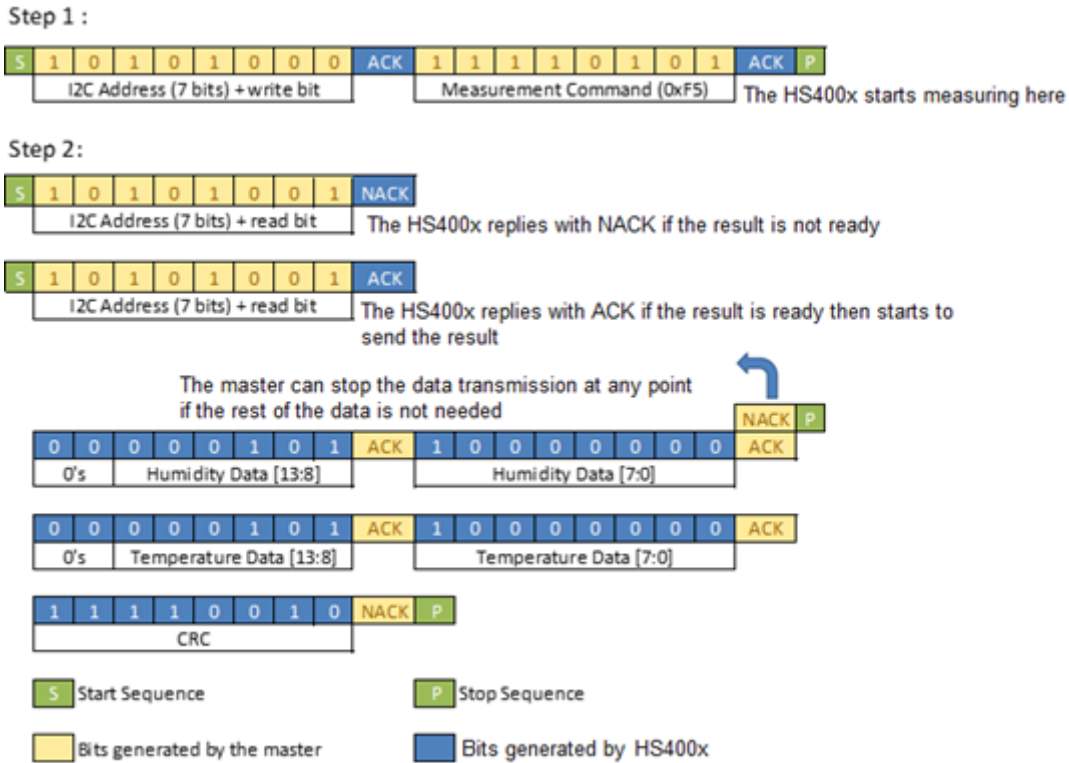 Step 1 :
S 1 0 1 0 1 0 0 0 ACK 1 1 1 1 0 1 0 1 ACK P
I2C Address (7 bits) + write bit Measurement Command (0xF5) The HS400x starts measuring here
Step 2:
S 1 0 1 0 1 0 0 1 NACK
I2C Address (7 bits) + read bit The HS400x replies with NACK if the result is not ready
S 1 0 1 0 1 0 0 1 ACK
I2C Address (7 bits) + read bit The HS400x replies with ACK if the result is ready then starts to
send the result
The master can stop the data transmission at any point
if the rest of the data is not needed
NACK P
0 0 0 0 0 1 0 1 ACK 1 0 0 0 0 0 0 0 ACK
0's Humidity Data [13:8] Humidity Data [7:0]
0 0 0 0 0 1 0 1 ACK 1 0 0 0 0 0 0 0 ACK
0's Temperature Data [13:8] Temperature Data [7:0]
1 1 1 1 0 0 1 0 NACK P
CRC
S Start Sequence P Stop Sequence
Bits generated by the master Bits generated by HS400x